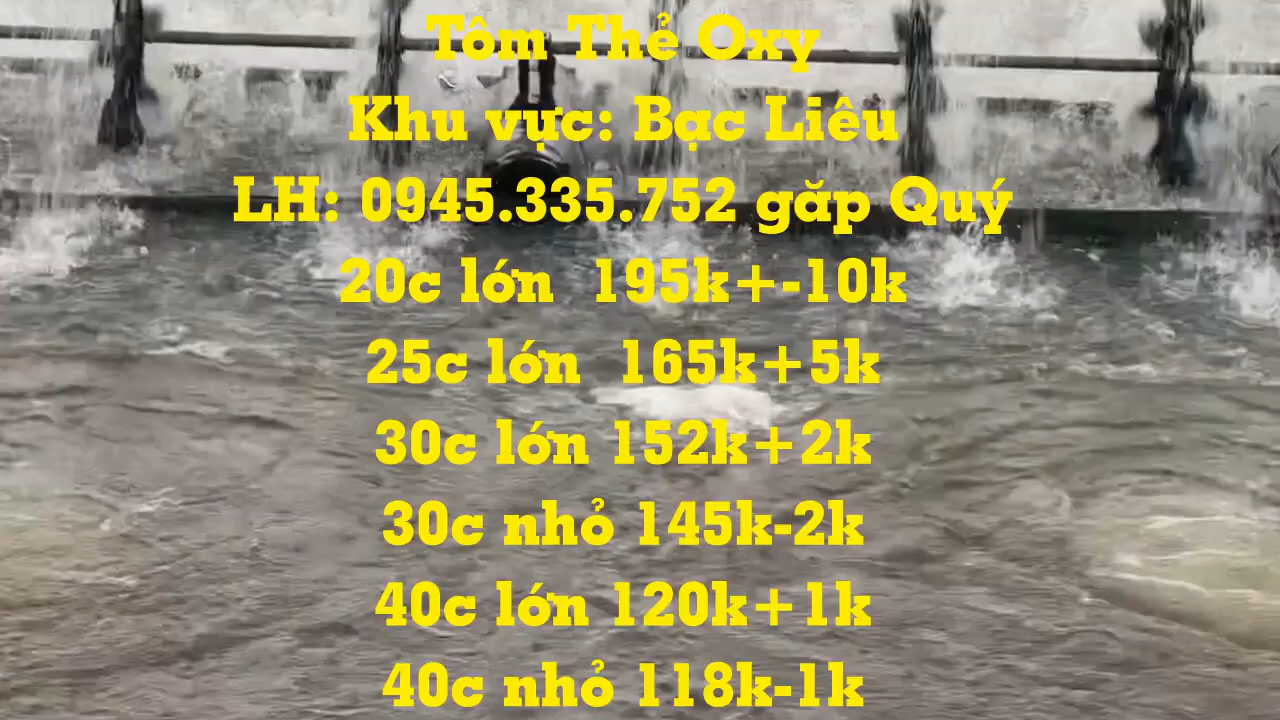 Tôm Thẻ Oxy
Khu vực: Bạc Liêu
LH: 0945.335.752 găp Quý
20c lớn  195k+-10k
25c lớn  165k+5k
30c lớn 152k+2k
30c nhỏ 145k-2k
40c lớn 120k+1k
40c nhỏ 118k-1k